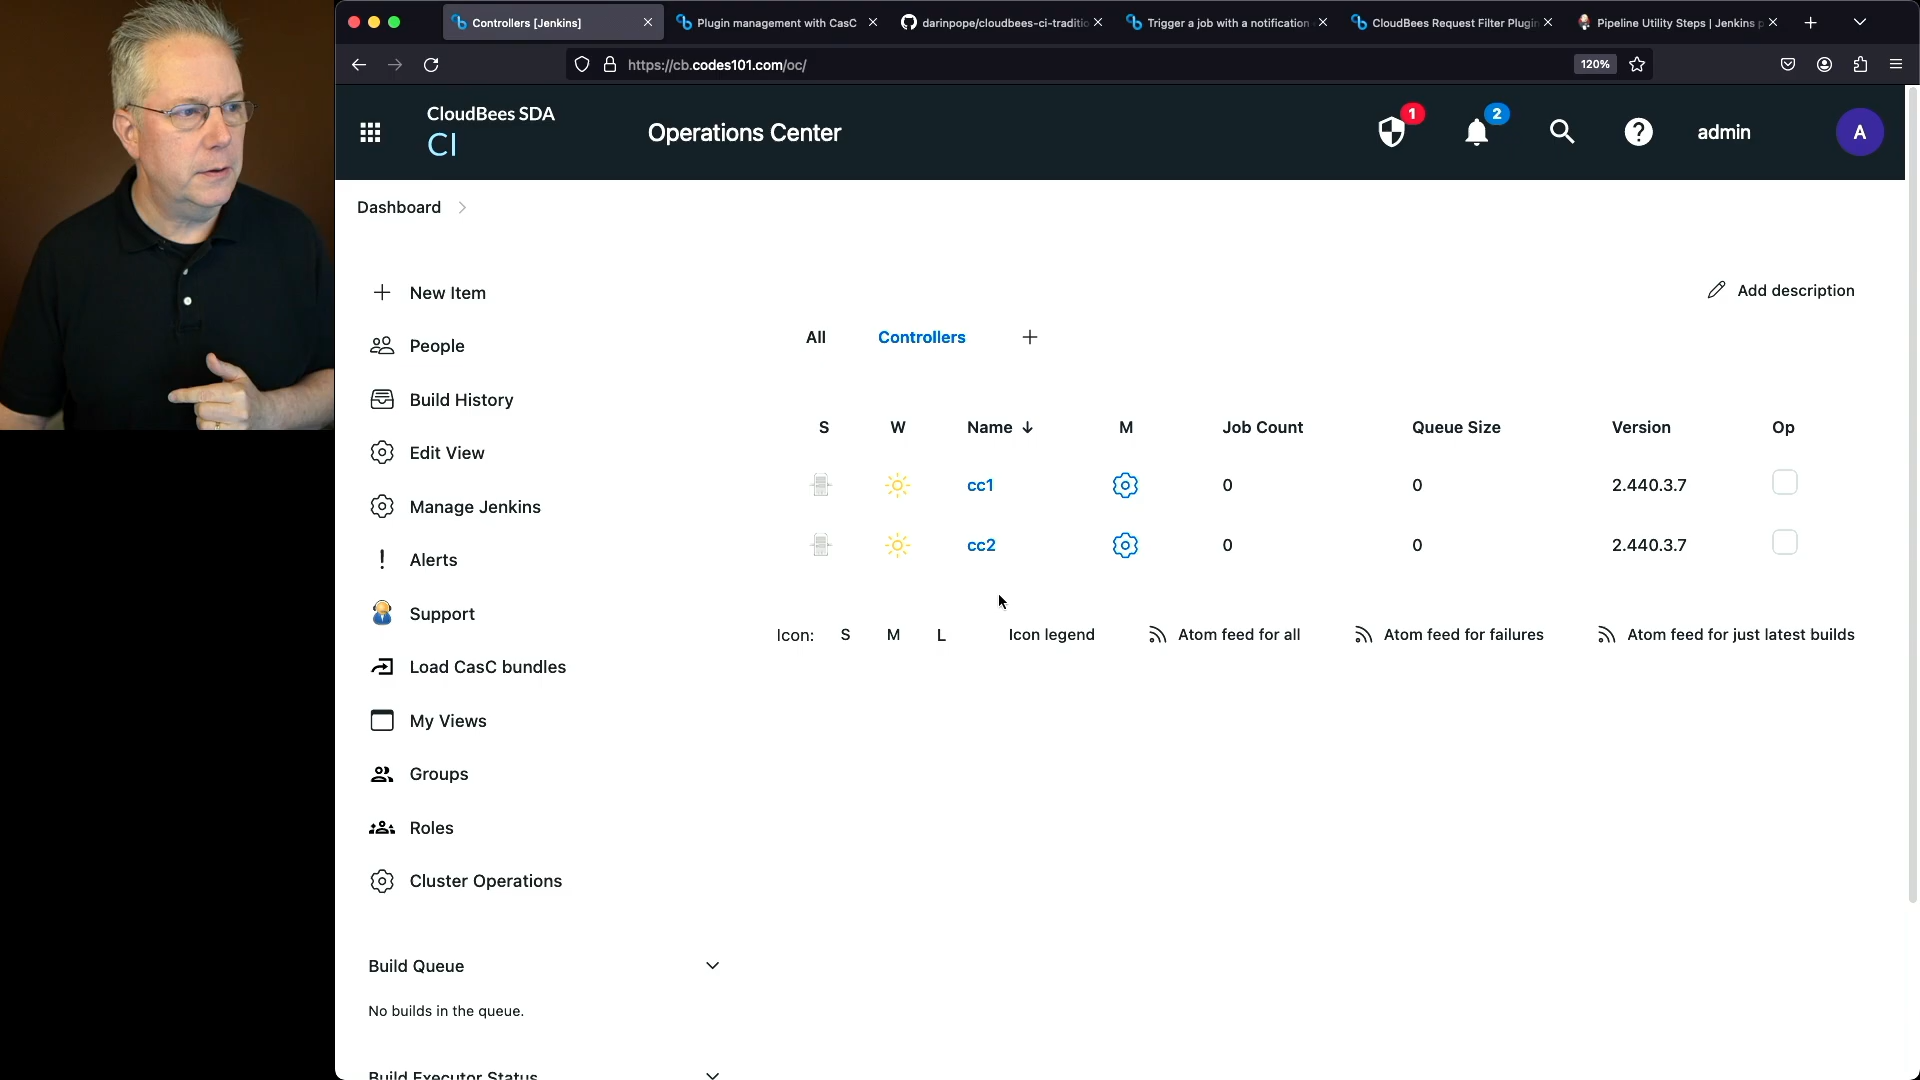 Controllers [Jenkins]
Plugin management with CasC
darinpope/cloudbees-ci-traditio
Trigger a job with a notification
CloudBees Request Filter Plugin
Pipeline Utility Steps | Jenkins p
https://cb.codes101.com/oc/
120%
CloudBees SDA
CI
Operations Center
1
2
admin
A
Dashboard
New Item
People
Build History
Edit View
Manage Jenkins
Alerts
Support
Load CasC bundles
My Views
Groups
Roles
Cluster Operations
Build Queue
No builds in the queue.
Build Executor Status
Add description
All
Controllers
S W Name ↓ M Job Count Queue Size Version Op
cc1 0 0 2.440.3.7
cc2 0 0 2.440.3.7
Icon: S M L Icon legend Atom feed for all Atom feed for failures Atom feed for just latest builds